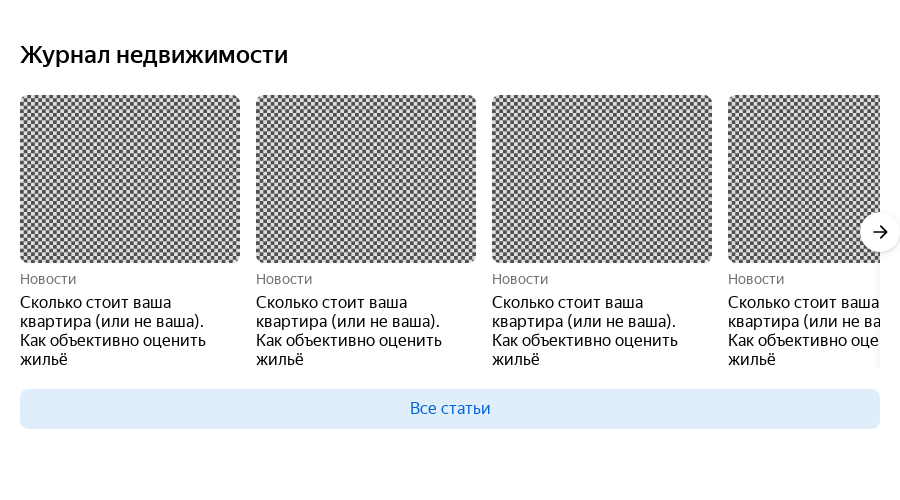 Журнал недвижимости
Новости
Сколько стоит ваша
квартира (или не ваша).
Как объективно оценить
жильё
Новости
Сколько стоит ваша
квартира (или не ваша).
Как объективно оценить
жильё
Новости
Сколько стоит ваша
квартира (или не ваша).
Как объективно оценить
жильё
Новости
Сколько стоит ваша
квартира (или не ва
Как объективно оце
жильё
Все статьи